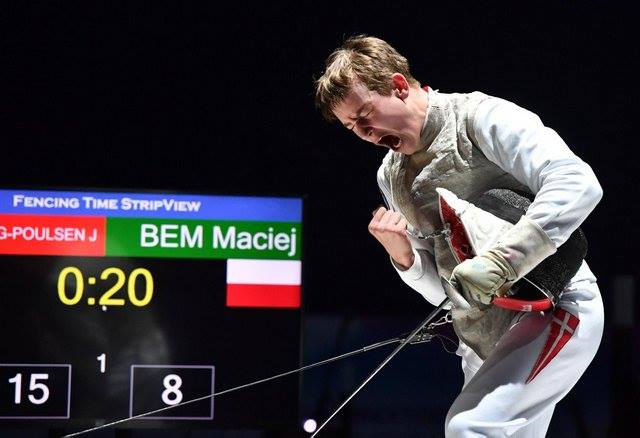 FENCING TIME STRIPVIEW
G-POULSEN J BEM Maciej
0:20
1
15 8